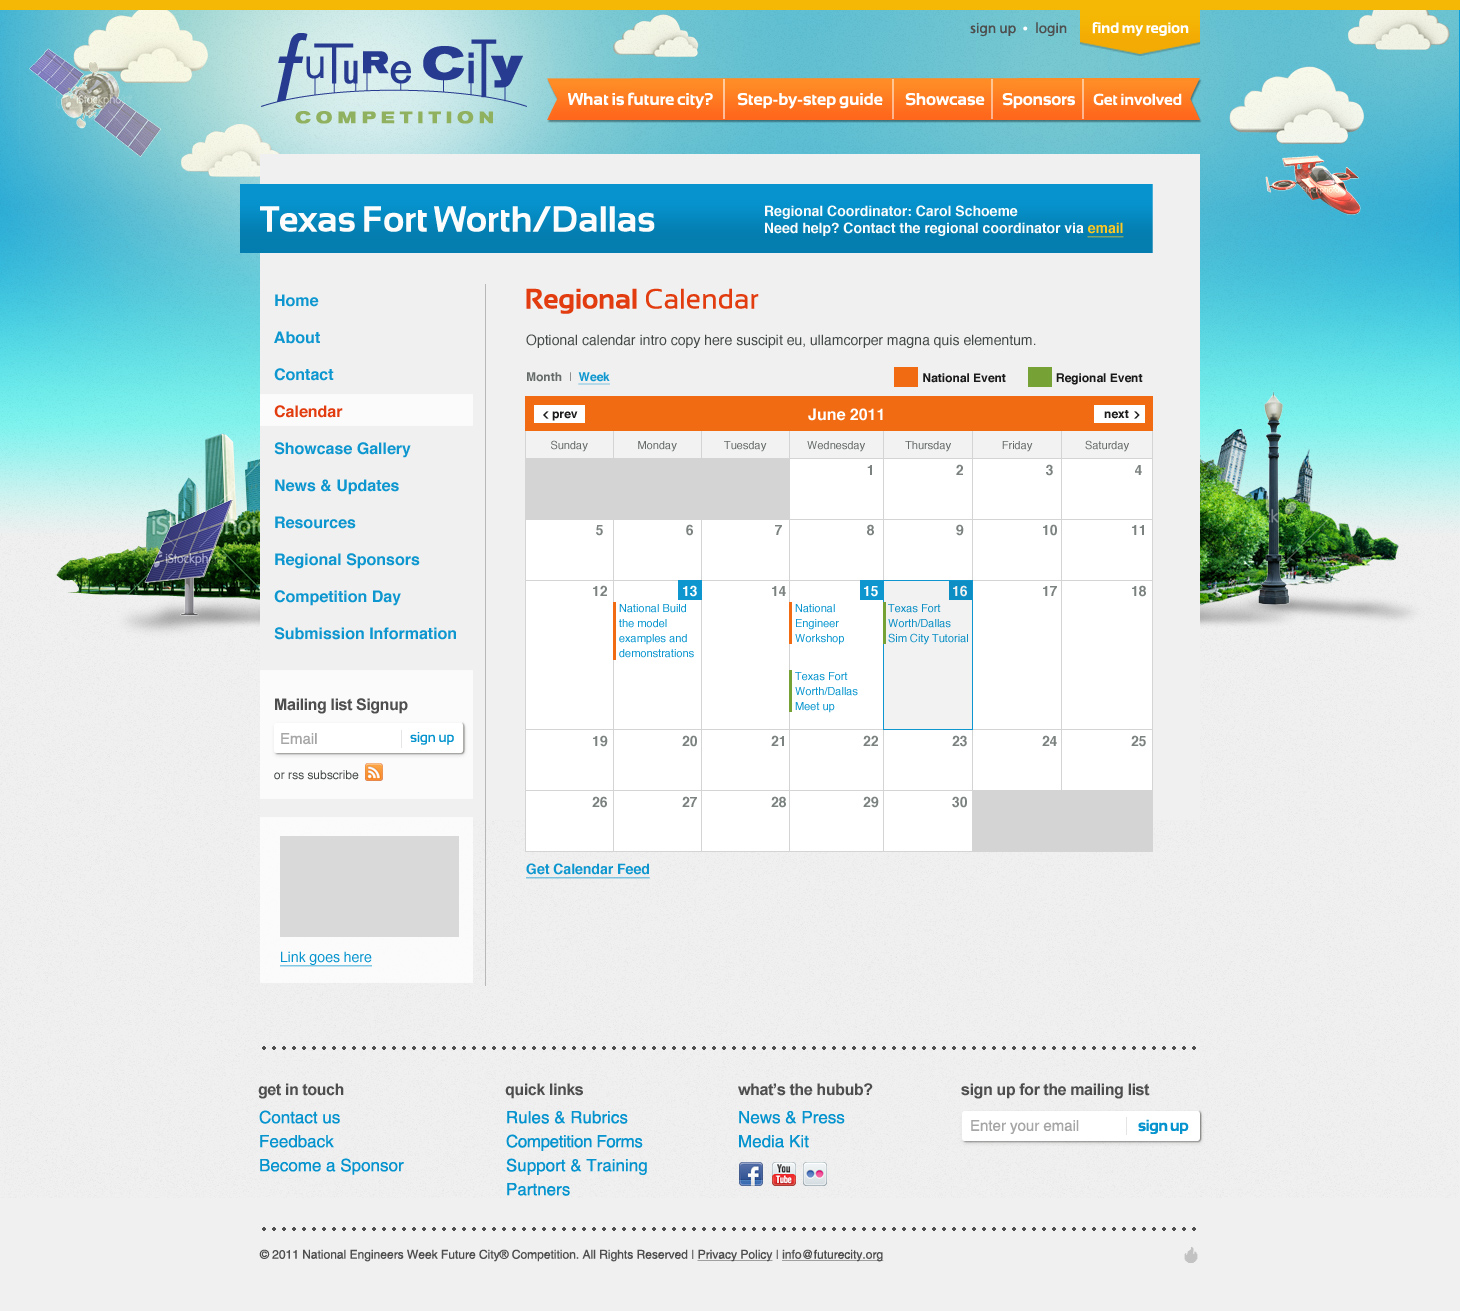 sign up • login
find my region
FUTURE CITY
COMPETITION
What is future city?
Step-by-step guide
Showcase
Sponsors
Get involved
Texas Fort Worth/Dallas
Regional Coordinator: Carol Schoeme
Need help? Contact the regional coordinator via email
Home
About
Contact
Calendar
Showcase Gallery
News & Updates
Resources
Regional Sponsors
Competition Day
Submission Information
Mailing list Signup
Email
sign up
or rss subscribe
Link goes here
Regional Calendar
Optional calendar intro copy here suscipit eu, ullamcorper magna quis elementum.
Month | Week
National Event
Regional Event
< prev
June 2011
next >
Sunday Monday Tuesday Wednesday Thursday Friday Saturday
1 2 3 4
5 6 7 8 9 10 11
12 13 14 15 16 17 18
National Build
the model
examples and
demonstrations
National
Engineer
Workshop
Texas Fort
Worth/Dallas
Meet up
Texas Fort
Worth/Dallas
Sim City Tutorial
19 20 21 22 23 24 25
26 27 28 29 30
Get Calendar Feed
get in touch
Contact us
Feedback
Become a Sponsor
quick links
Rules & Rubrics
Competition Forms
Support & Training
Partners
what's the hubub?
News & Press
Media Kit
You
Tube
sign up for the mailing list
Enter your email
sign up
© 2011 National Engineers Week Future City® Competition. All Rights Reserved | Privacy Policy | info@futurecity.org